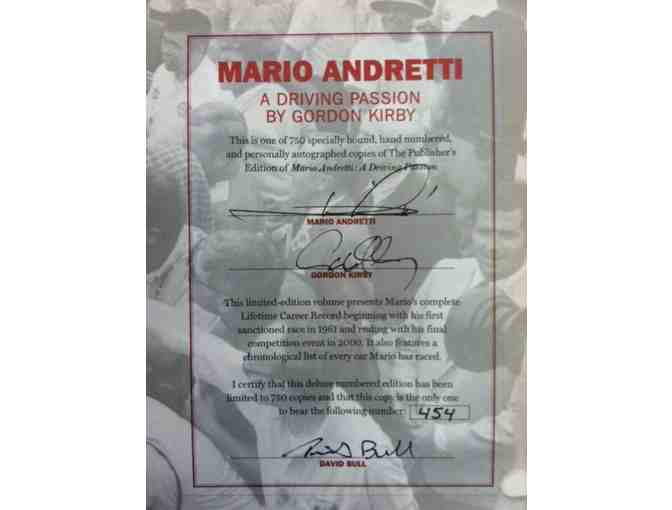 MARIO ANDRETTI
A DRIVING PASSION
BY GORDON KIRBY
This is one of 750 specially bound, hand numbered,
and personally autographed copies of The Publisher's
Edition of Mario Andretti: A Driving Passion.
MARIO ANDRETTI
GORDON KIRBY
This limited-edition volume presents Mario's complete
Lifetime Career Record beginning with his first
sanctioned race in 1961 and ending with his final
competition event in 2000. It also features a
chronological list of every car Mario has raced.
I certify that this deluxe numbered edition has been
limited to 750 copies and that this copy is the only one
to bear the following number: 454
David Bull
DAVID BULL